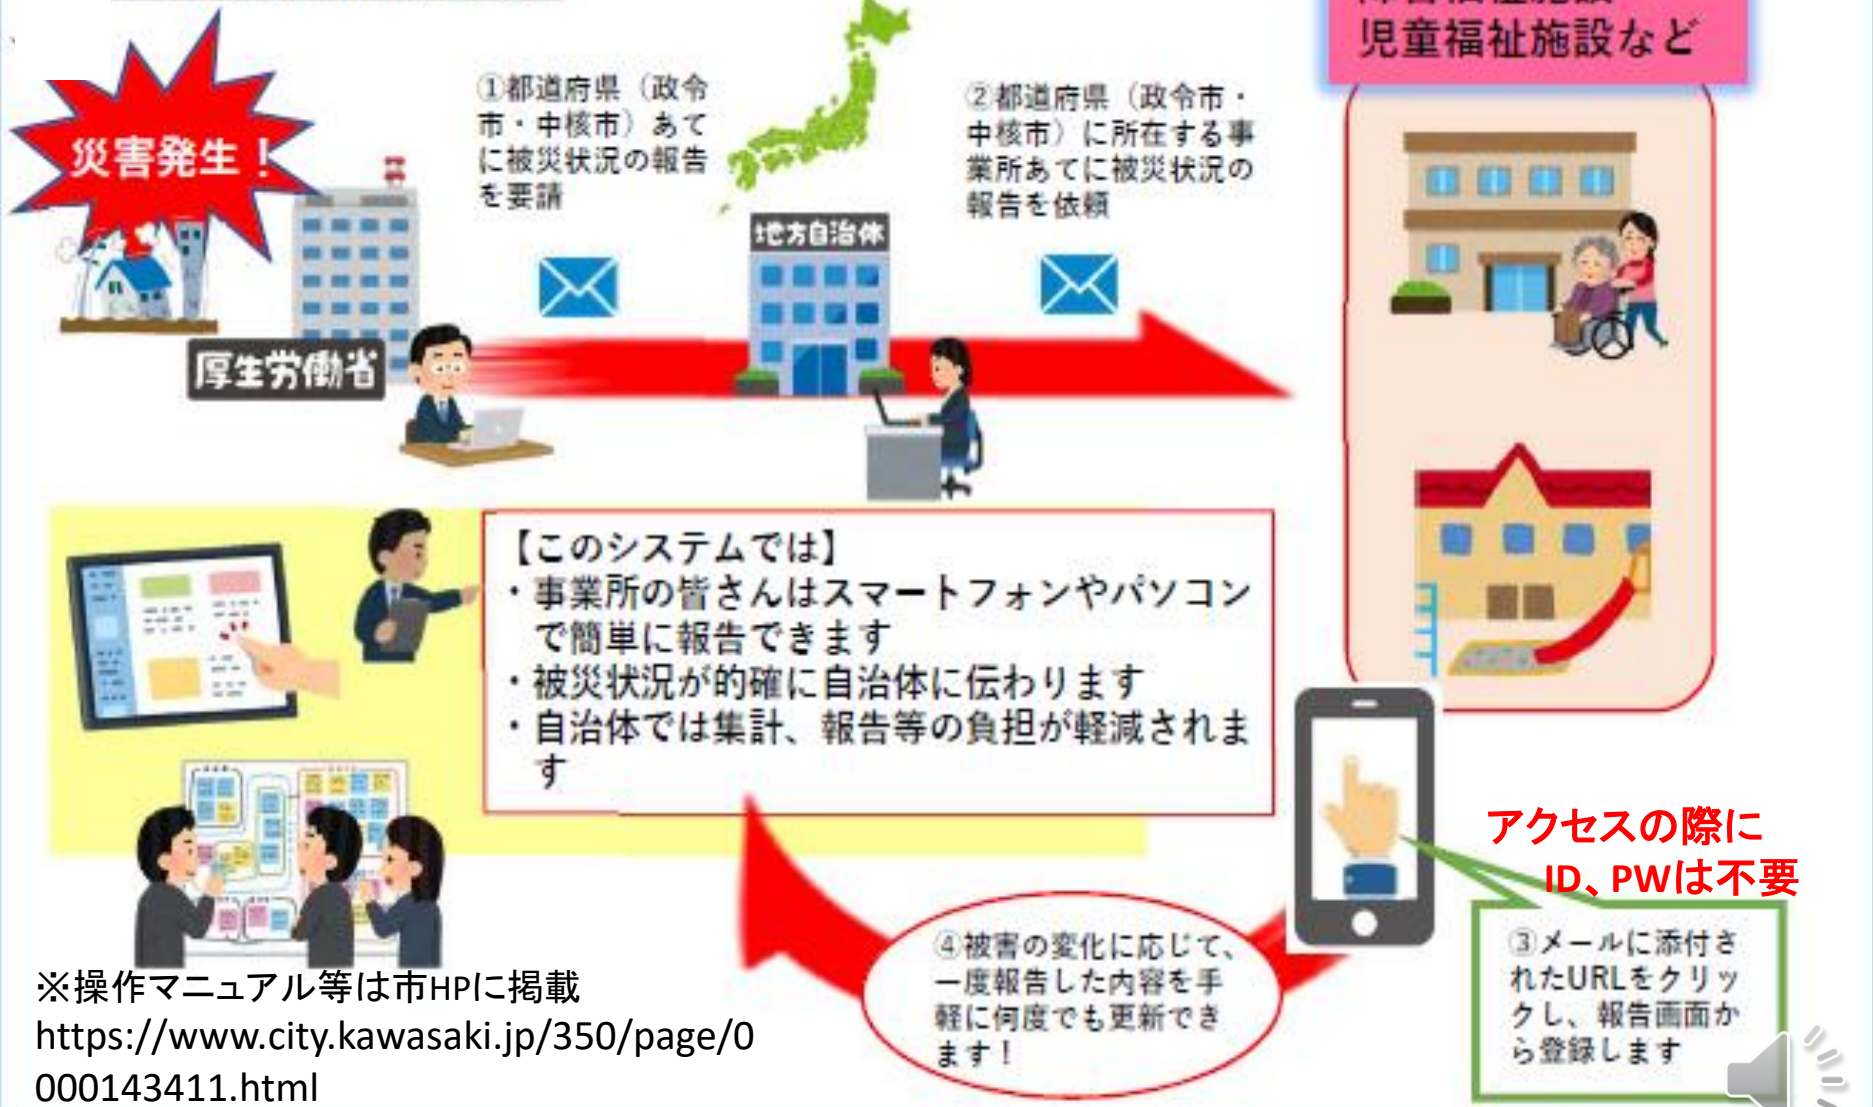 児童福祉施設など
災害発生！
①都道府県（政令
市・中核市）あて
に被災状況の報告
を要請
②都道府県（政令市・
中核市）に所在する事
業所あてに被災状況の
報告を依頼
地方自治体
厚生労働省
【このシステムでは】
・事業所の皆さんはスマートフォンやパソコン
で簡単に報告できます
・被災状況が的確に自治体に伝わります
・自治体では集計、報告等の負担が軽減されま
す
アクセスの際に
ID、PWは不要
③メールに添付さ
れたURLをクリッ
クし、報告画面か
ら登録します
④被害の変化に応じて、
一度報告した内容を手
軽に何度でも更新でき
ます！
※操作マニュアル等は市HPに掲載
https://www.city.kawasaki.jp/350/page/0
000143411.html